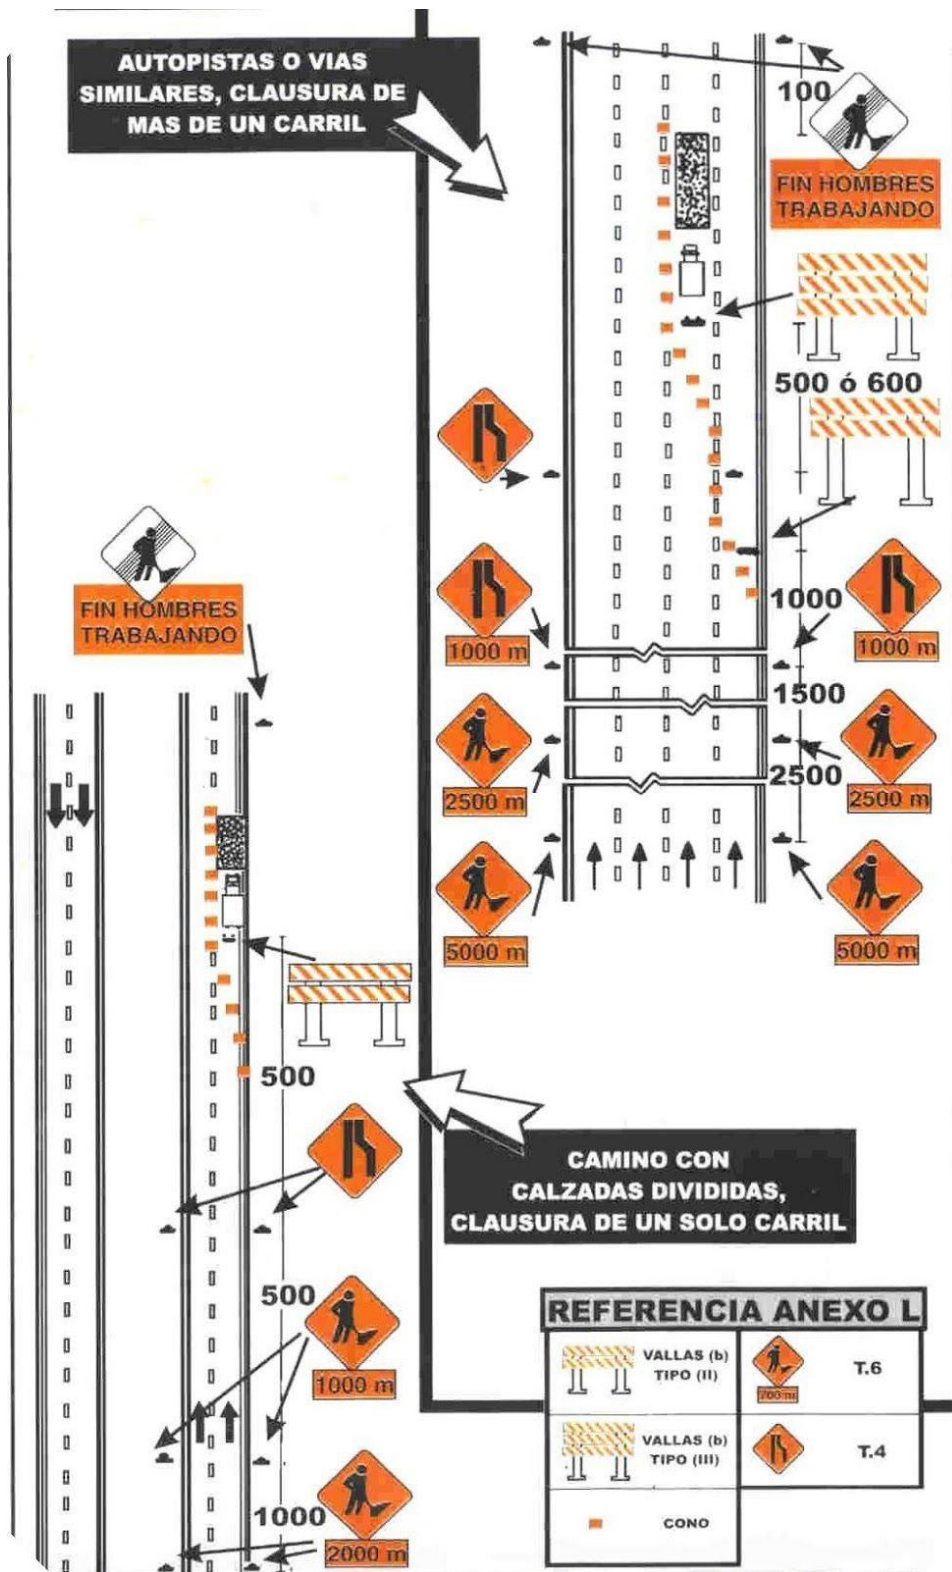 AUTOPISTAS O VIAS
SIMILARES, CLAUSURA DE
MAS DE UN CARRIL
100
FIN HOMBRES
TRABAJANDO
500 ó 600
1000
1000 m
1000 m
1500
2500 m
2500
2500 m
5000 m
5000 m
FIN HOMBRES
TRABAJANDO
500
500
1000 m
1000
2000 m
CAMINO CON
CALZADAS DIVIDIDAS,
CLAUSURA DE UN SOLO CARRIL
REFERENCIA ANEXO L
VALLAS (b)
TIPO (II)
700 m
T.6
VALLAS (b)
TIPO (III)
T.4
CONO